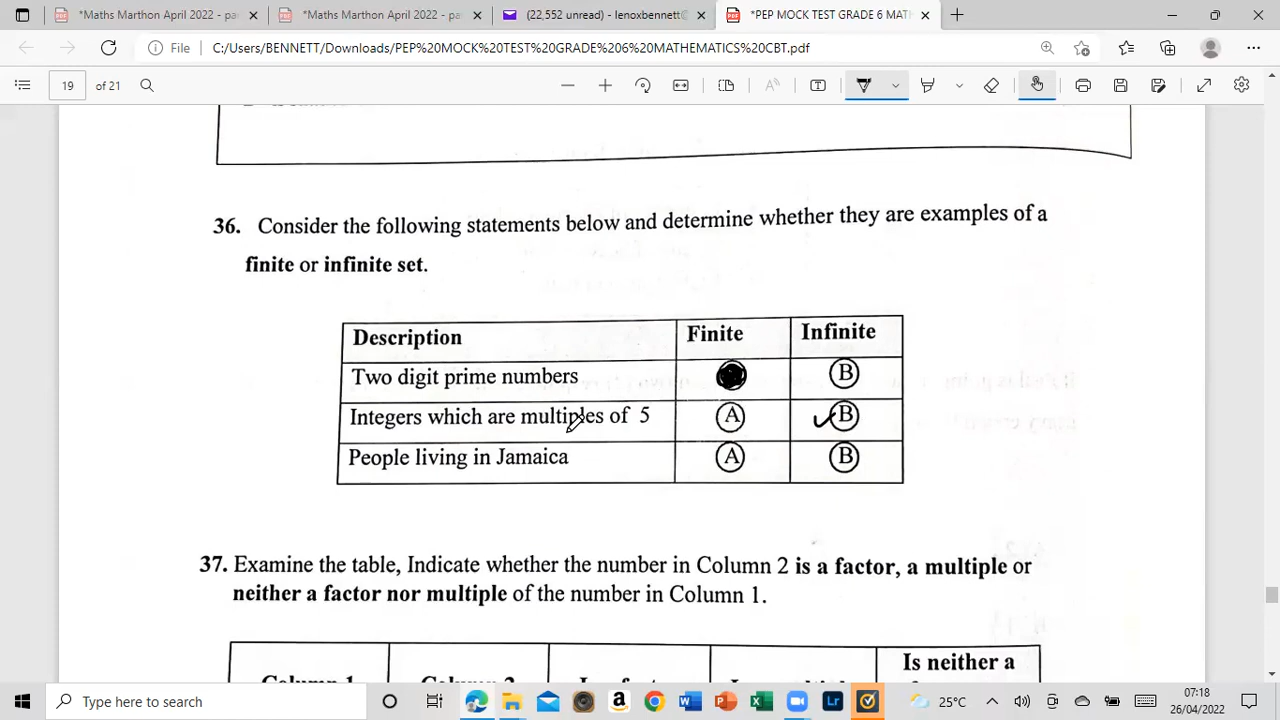 *Maths Marthon April 2022 - pa
*Maths Marthon April 2022 - pa
(22,552 unread) - lenoxbennett@
*PEP MOCK TEST GRADE 6 MATH
File
C:/Users/BENNETT/Downloads/PEP%20MOCK%20TEST%20GRADE%206%20MATHEMATICS%20CBT.pdf
19 of 21
36. Consider the following statements below and determine whether they are examples of a
finite or infinite set.
Description Finite Infinite
Two digit prime numbers B
Integers which are multiples of 5 A B
People living in Jamaica A B
37. Examine the table, Indicate whether the number in Column 2 is a factor, a multiple or
neither a factor nor multiple of the number in Column 1.
Is neither a
Column 1 Column 2
Type here to search
25°C
07:18
26/04/2022